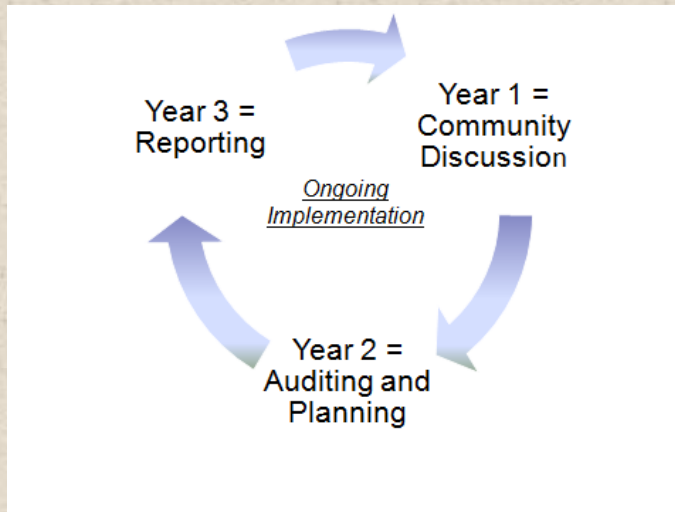 Year 1 =
Community
Discussion
Year 2 =
Auditing and
Planning
Year 3 =
Reporting
Ongoing
Implementation